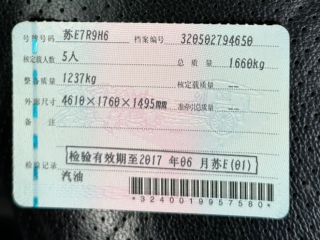 号牌号码 苏E7R9H6 档案编号 320502794650
核定载人数 5人 总质量 1660kg
整备质量 1237kg 核定载质量 --
外廓尺寸 4610×1760×1495mm 准牵引总质量 --
备注
检验记录 检验有效期至2017年06月苏E(01)
汽油
*3240019957580*